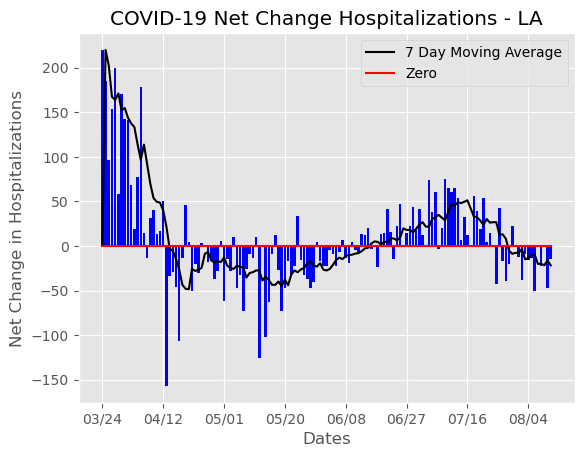 COVID-19 Net Change Hospitalizations - LA
7 Day Moving Average
Zero
Net Change in Hospitalizations
200
150
100
50
0
−50
−100
−150
03/24 04/12 05/01 05/20 06/08 06/27 07/16 08/04
Dates